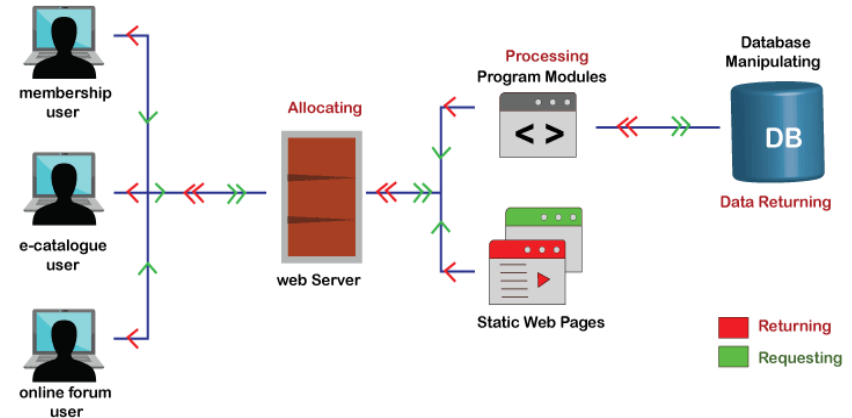 membership
user
e-catalogue
user
online forum
user
Allocating
web Server
Processing
Program Modules
< >
Static Web Pages
Database
Manipulating
DB
Data Returning
Returning
Requesting